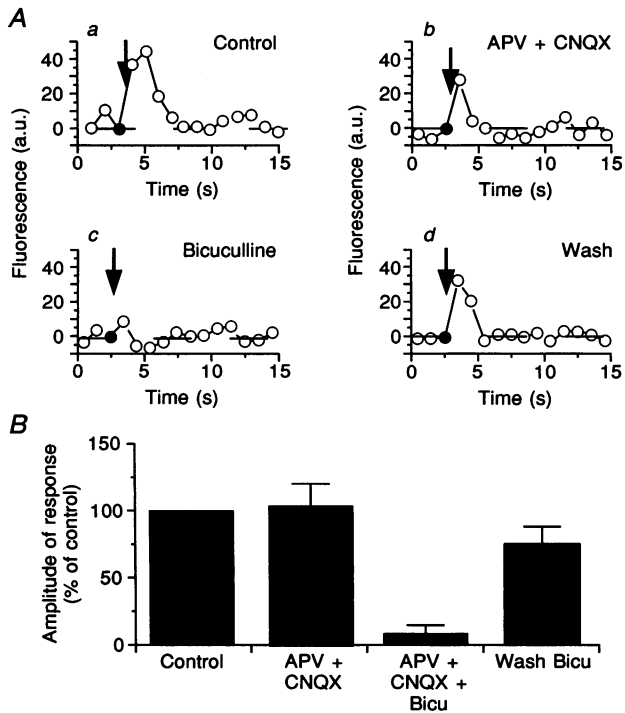 A
a
Control
Fluorescence (a.u.)
40
20
0
0
5
10
15
Time (s)
b
APV + CNQX
Fluorescence (a.u.)
40
20
0
0
5
10
15
Time (s)
c
Bicuculline
40
20
0
0
5
10
15
Time (s)
d
Wash
40
20
0
0
5
10
15
Time (s)
B
Amplitude of response
(% of control)
150
100
50
0
Control
APV +
CNQX
APV +
CNQX +
Bicu
Wash Bicu